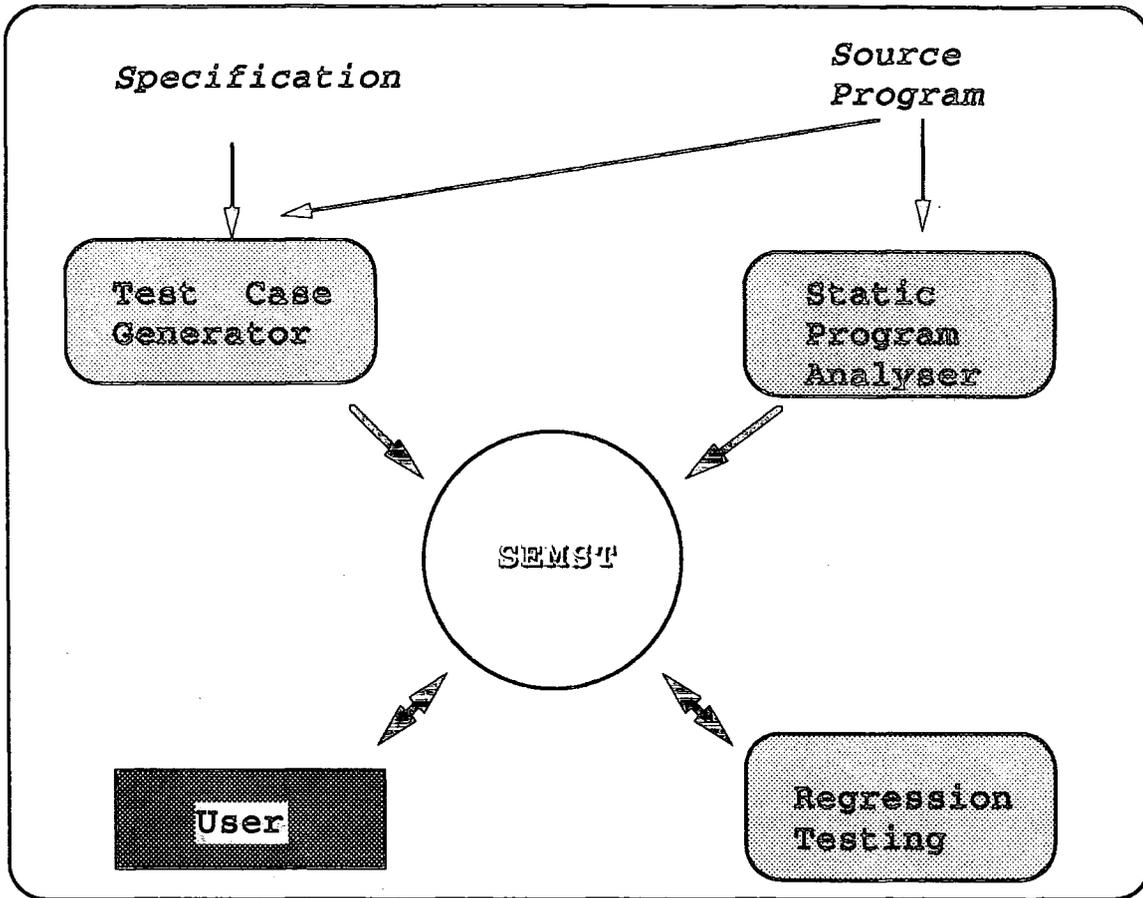 Specification
Source
Program
Test Case
Generator
Static
Program
Analyser
SEMST
User
Regression
Testing